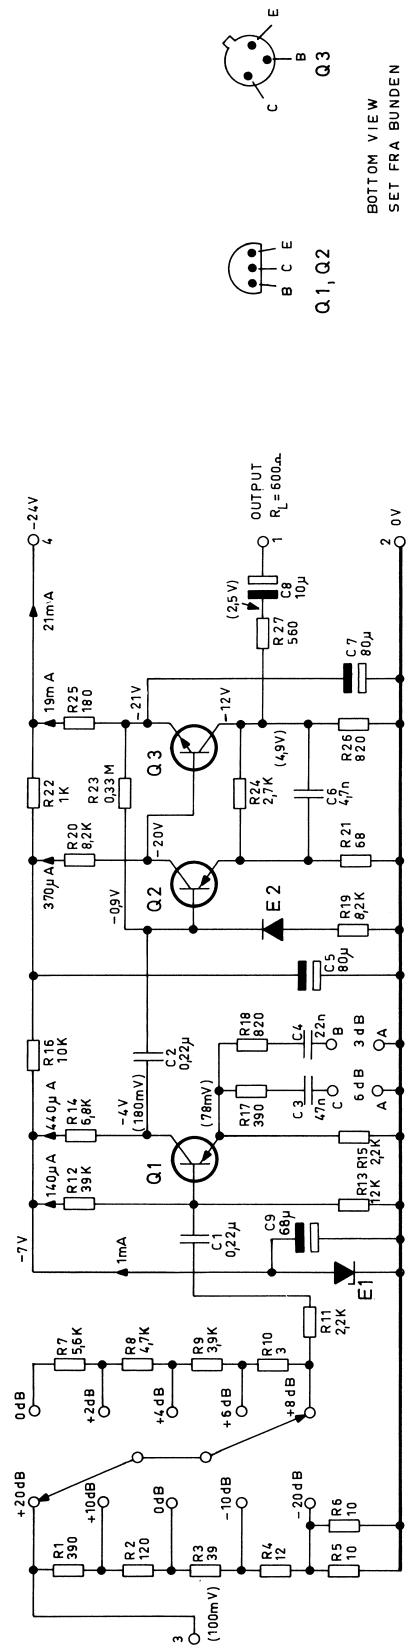 3
(100mV)
+20dB
+10dB
0dB
-10dB
-20dB
R1
390
R2
120
R3
39
R4
12
R5
10
R6
10
0dB
+2dB
+4dB
+6dB
+8dB
R7
5,6K
R8
4,7K
R9
3,9K
R10
3
R11
2,2K
-7V
1mA
E1
C9
68µ
C1
0,22µ
140µA
R12
39K
R13
12K
440µA
R14
6,8K
R15
2,2K
Q1
-4V
(180mV)
(78mV)
R16
10K
C2
0,22µ
R17
390
C3
47n
C
6dB
A
R18
820
C4
22n
B
3dB
A
C5
80µ
-0,9V
Q2
E2
R19
8,2K
370µA
R20
8,2K
-20V
R21
68
R22
1K
R23
0,33M
R24
2,7K
C6
4,7n
19mA
R25
180
-21V
Q3
-12V
(4,9V)
R26
820
C7
80µ
21mA
R27
560
(2,5V)
C8
10µ
-24V
4
OUTPUT
RL=600Ω
1
2
0V
B
C
E
Q1, Q2
C
B
E
Q3
BOTTOM VIEW
SET FRA BUNDEN